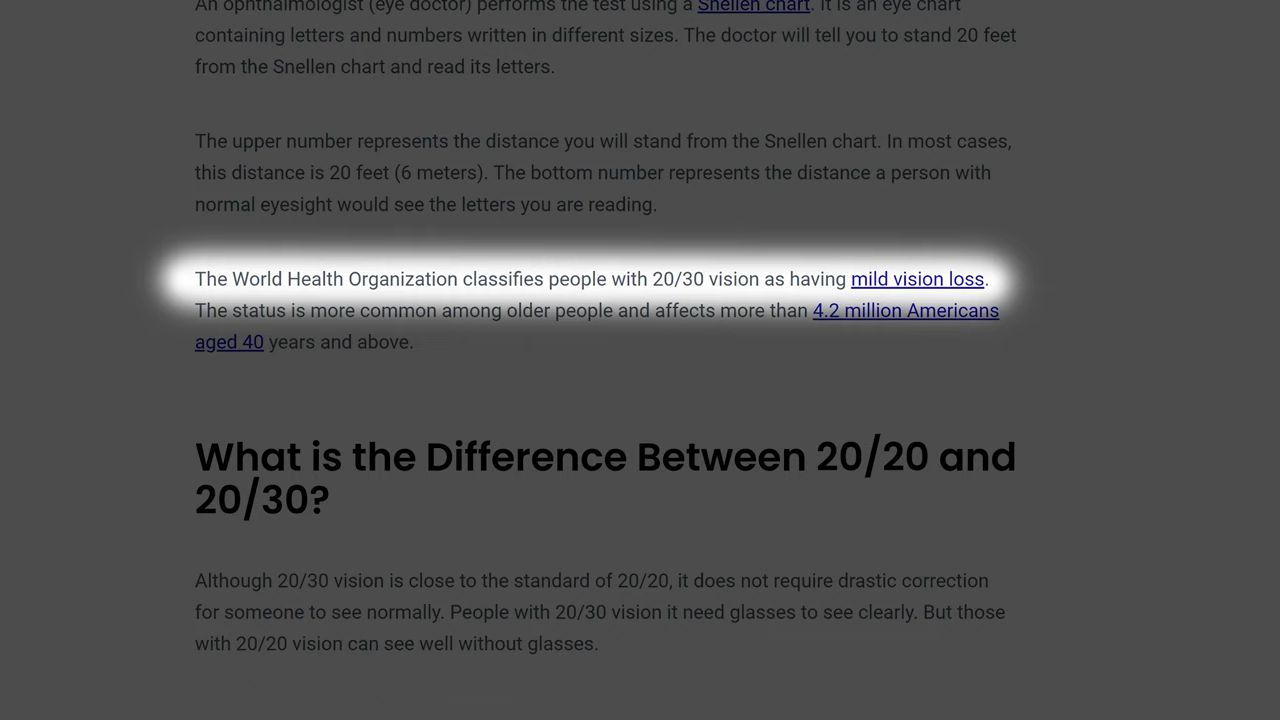 An ophthalmologist (eye doctor) performs the test using a Snellen chart. It is an eye chart
containing letters and numbers written in different sizes. The doctor will tell you to stand 20 feet
from the Snellen chart and read its letters.
The upper number represents the distance you will stand from the Snellen chart. In most cases,
this distance is 20 feet (6 meters). The bottom number represents the distance a person with
normal eyesight would see the letters you are reading.
The World Health Organization classifies people with 20/30 vision as having mild vision loss.
The status is more common among older people and affects more than 4.2 million Americans
aged 40 years and above.
What is the Difference Between 20/20 and
20/30?
Although 20/30 vision is close to the standard of 20/20, it does not require drastic correction
for someone to see normally. People with 20/30 vision it need glasses to see clearly. But those
with 20/20 vision can see well without glasses.